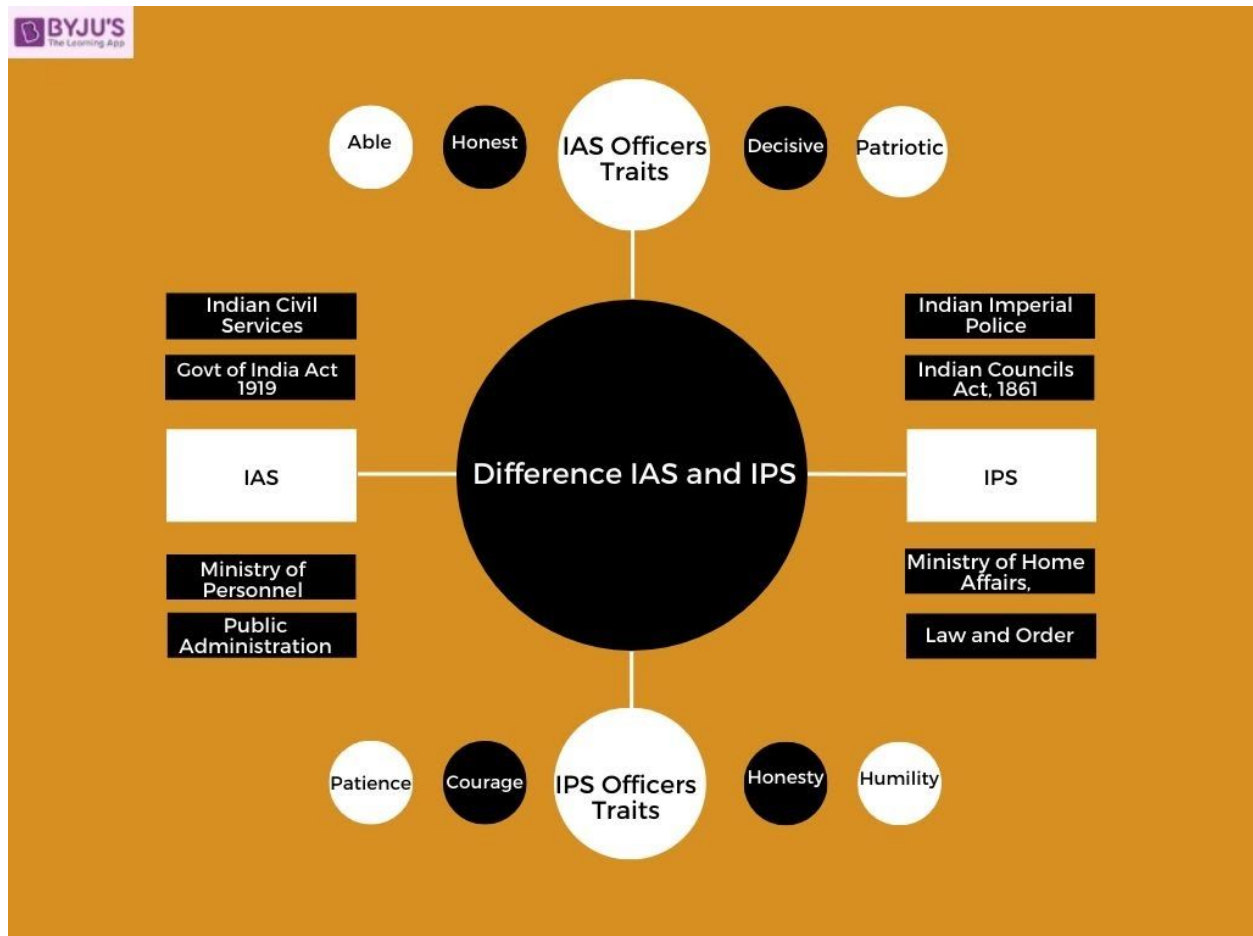 BYJU'S
The Learning App
Able
Honest
IAS Officers
Traits
Decisive
Patriotic
Indian Civil
Services
Govt of India Act
1919
IAS
Ministry of
Personnel
Public
Administration
Difference IAS and IPS
Indian Imperial
Police
Indian Councils
Act, 1861
IPS
Ministry of Home
Affairs,
Law and Order
Patience
Courage
IPS Officers
Traits
Honesty
Humility